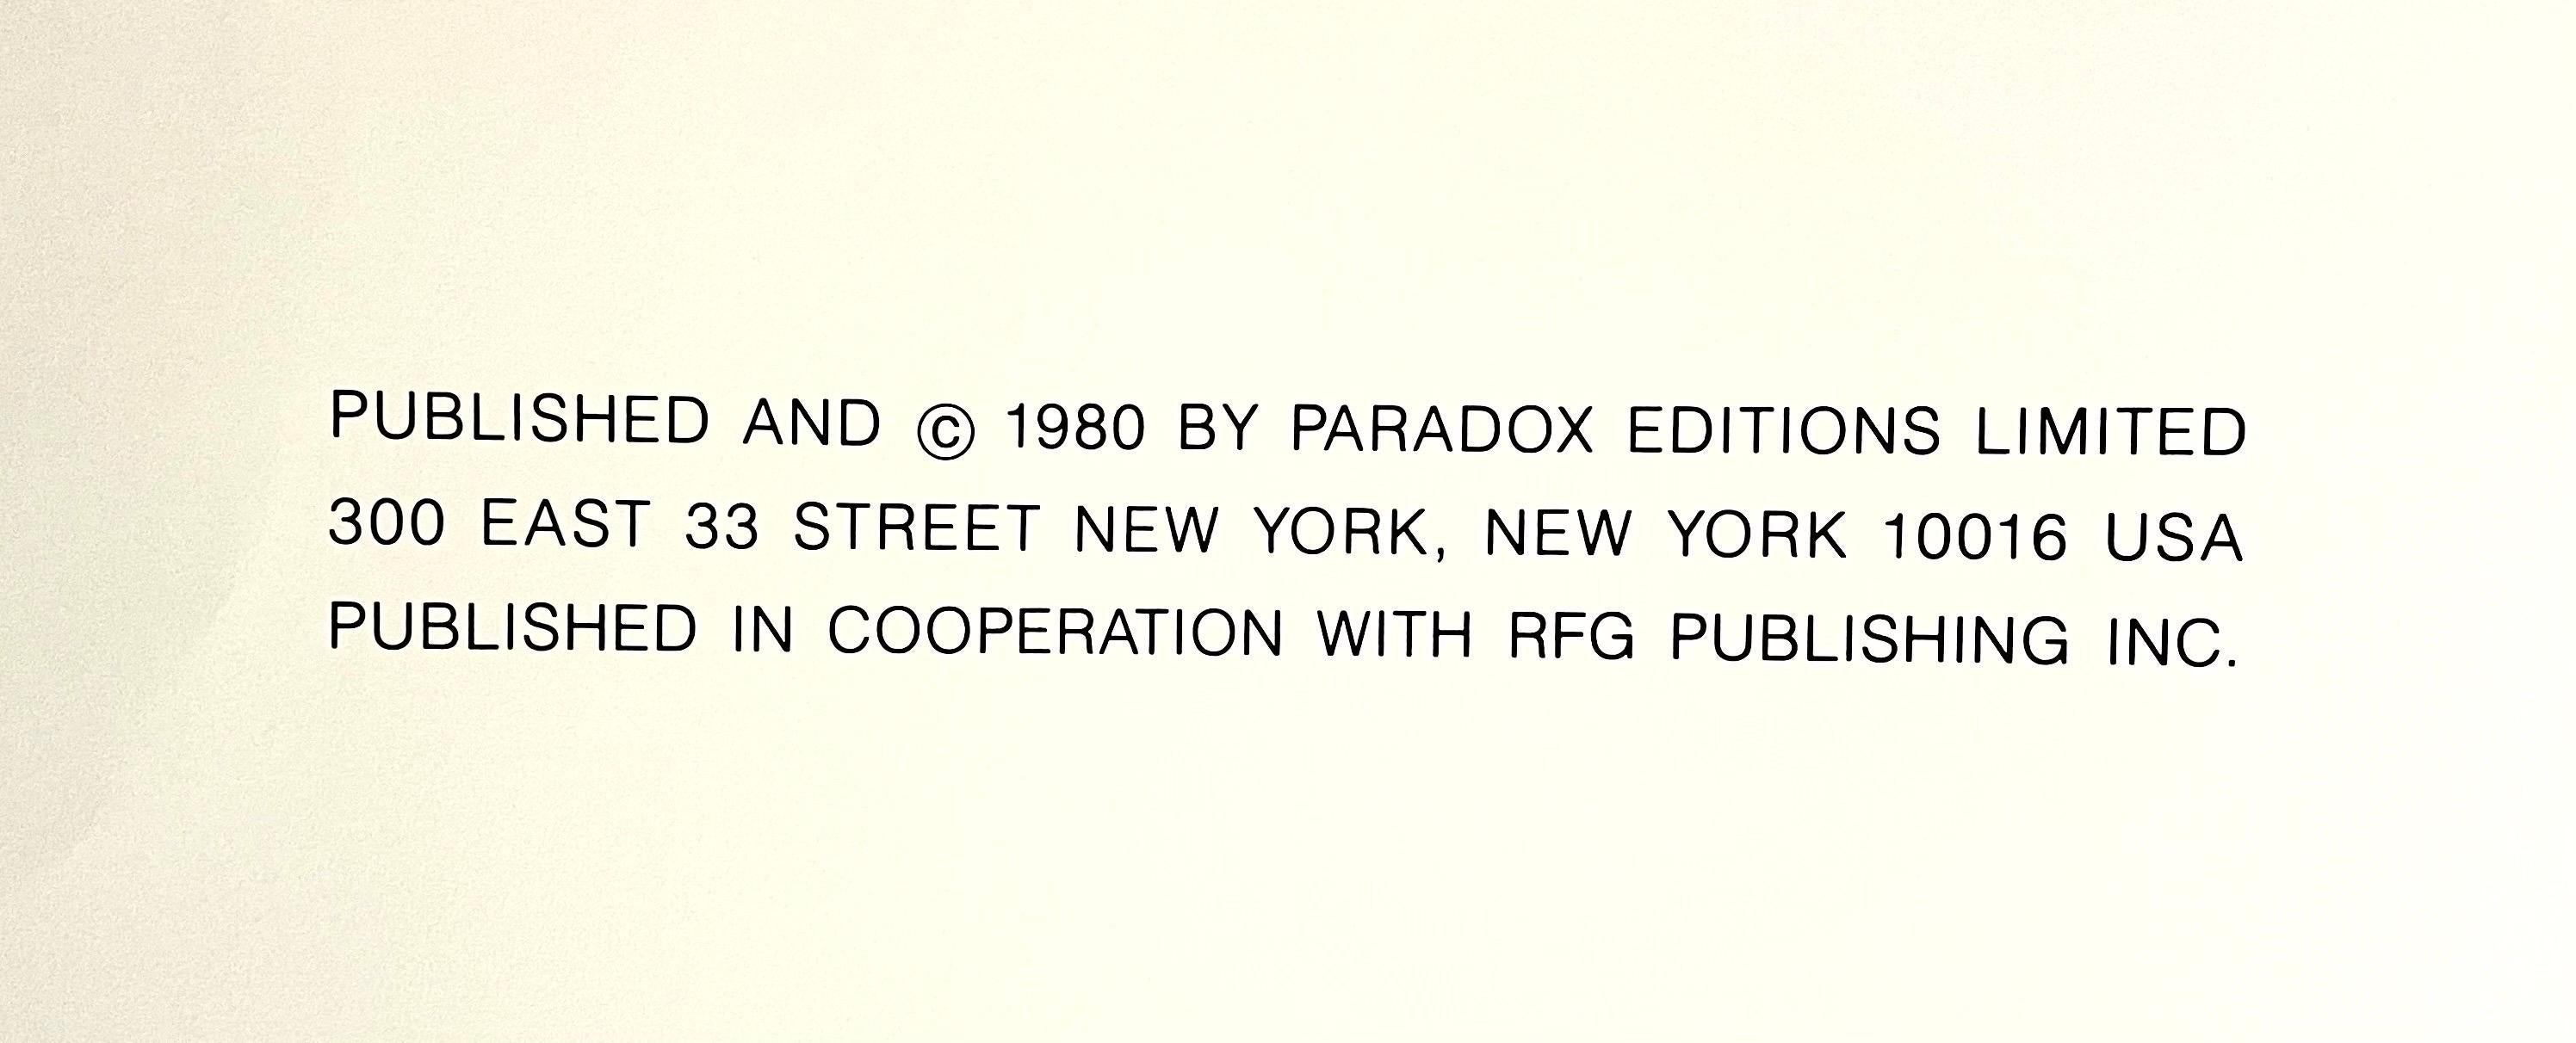 PUBLISHED AND © 1980 BY PARADOX EDITIONS LIMITED
300 EAST 33 STREET NEW YORK, NEW YORK 10016 USA
PUBLISHED IN COOPERATION WITH RFG PUBLISHING INC.